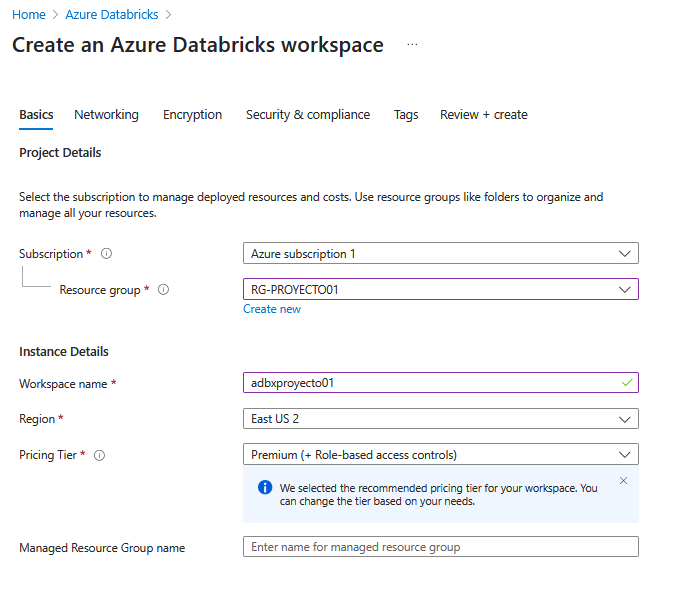 Home > Azure Databricks >
Create an Azure Databricks workspace ...
Basics Networking Encryption Security & compliance Tags Review + create
Project Details
Select the subscription to manage deployed resources and costs. Use resource groups like folders to organize and
manage all your resources.
Subscription * Azure subscription 1
Resource group * RG-PROYECTO01
Create new
Instance Details
Workspace name * adbxproyecto01
Region * East US 2
Pricing Tier * Premium (+ Role-based access controls)
We selected the recommended pricing tier for your workspace. You
can change the tier based on your needs.
Managed Resource Group name Enter name for managed resource group